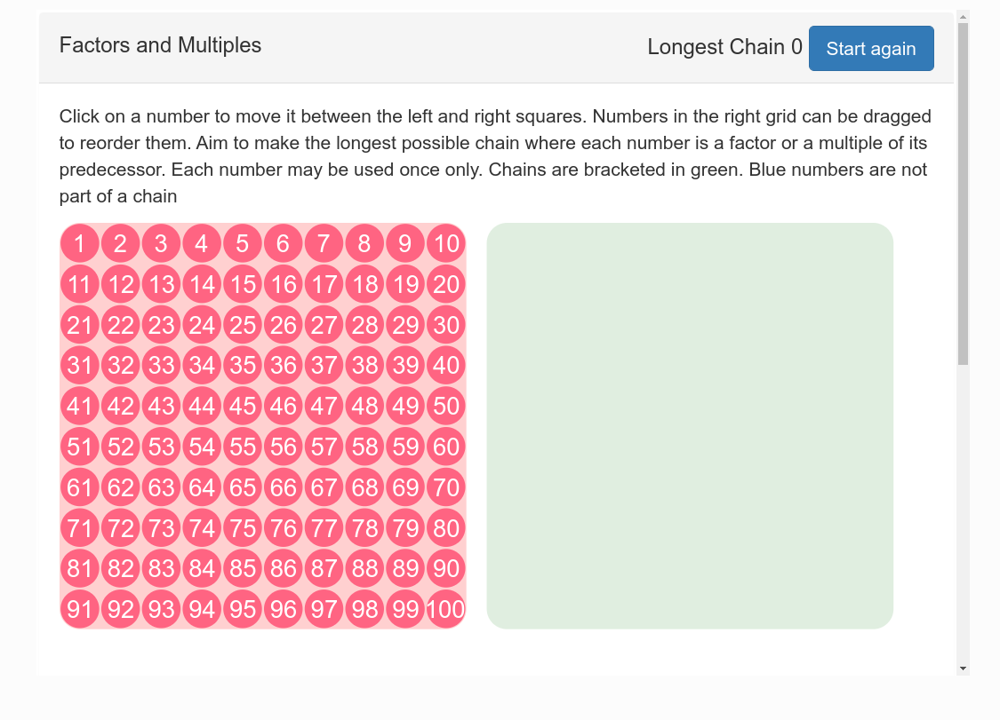 Factors and Multiples
Longest Chain 0 Start again
Click on a number to move it between the left and right squares. Numbers in the right grid can be dragged
to reorder them. Aim to make the longest possible chain where each number is a factor or a multiple of its
predecessor. Each number may be used once only. Chains are bracketed in green. Blue numbers are not
part of a chain
1 2 3 4 5 6 7 8 9 10
11 12 13 14 15 16 17 18 19 20
21 22 23 24 25 26 27 28 29 30
31 32 33 34 35 36 37 38 39 40
41 42 43 44 45 46 47 48 49 50
51 52 53 54 55 56 57 58 59 60
61 62 63 64 65 66 67 68 69 70
71 72 73 74 75 76 77 78 79 80
81 82 83 84 85 86 87 88 89 90
91 92 93 94 95 96 97 98 99 100